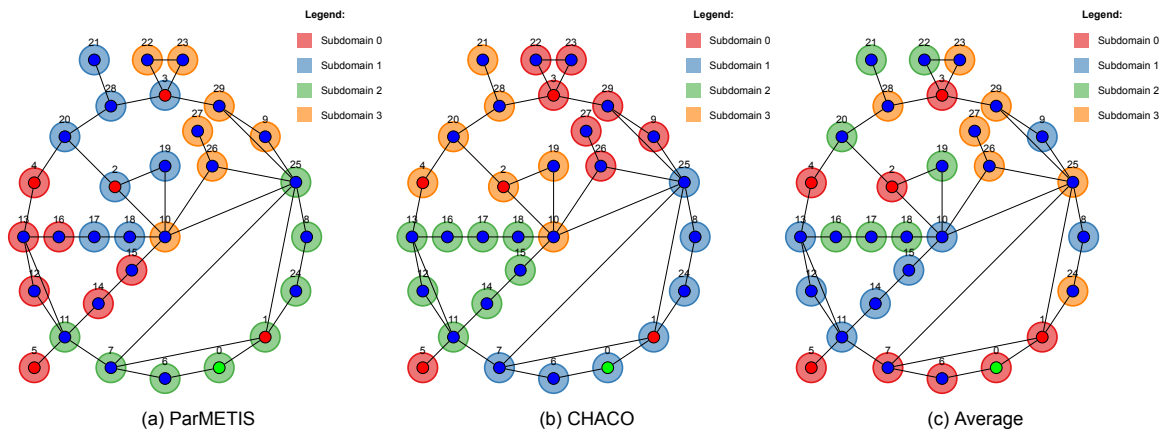 Legend:
Subdomain 0
Subdomain 1
Subdomain 2
Subdomain 3
21 22 23
3
28 29
27
20 9
19 26
4 2 25
13 16 17 18 10 8
15
12 14 24
11 1
5 7 6 0
(a) ParMETIS
Legend:
Subdomain 0
Subdomain 1
Subdomain 2
Subdomain 3
21 22 23
3
28 29
27
20 9
19 26
4 2 25
13 16 17 18 10 8
15
12 14 24
11 1
5 7 6 0
(b) CHACO
Legend:
Subdomain 0
Subdomain 1
Subdomain 2
Subdomain 3
21 22 23
3
28 29
27
20 9
19 26
4 2 25
13 16 17 18 10 8
15
12 14 24
11 1
5 7 6 0
(c) Average